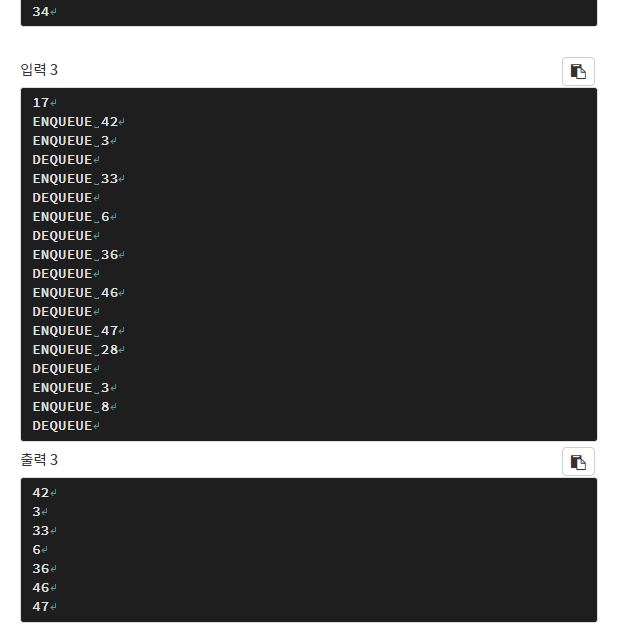 34↵
입력 3
17↵
ENQUEUE␣42↵
ENQUEUE␣3↵
DEQUEUE↵
ENQUEUE␣33↵
DEQUEUE↵
ENQUEUE␣6↵
DEQUEUE↵
ENQUEUE␣36↵
DEQUEUE↵
ENQUEUE␣46↵
DEQUEUE↵
ENQUEUE␣47↵
ENQUEUE␣28↵
DEQUEUE↵
ENQUEUE␣3↵
ENQUEUE␣8↵
DEQUEUE↵
출력 3
42↵
3↵
33↵
6↵
36↵
46↵
47↵